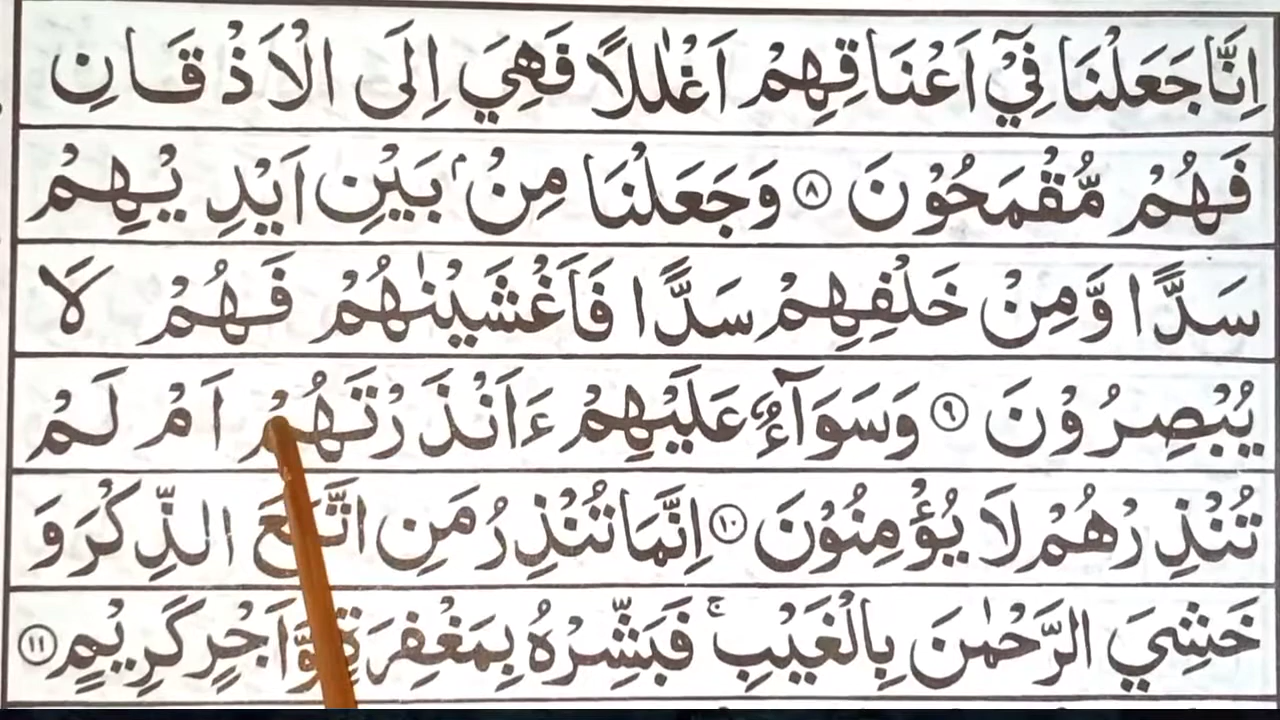 اِنَّا جَعَلْنَا فِيْٓ اَعْنَاقِهِمْ اَغْلٰلًا فَهِيَ اِلَى الْاَذْقَانِ
فَهُمْ مُّقْمَحُوْنَ ٨ وَجَعَلْنَا مِنْۢ بَيْنِ اَيْدِيْهِمْ
سَدًّا وَّمِنْ خَلْفِهِمْ سَدًّا فَاَغْشَيْنٰهُمْ فَهُمْ لَا
يُبْصِرُوْنَ ٩ وَسَوَآءٌ عَلَيْهِمْ ءَاَنْذَرْتَهُمْ اَمْ لَمْ
تُنْذِرْهُمْ لَا يُؤْمِنُوْنَ ١٠ اِنَّمَا تُنْذِرُ مَنِ اتَّبَعَ الذِّكْرَ وَ
خَشِيَ الرَّحْمٰنَ بِالْغَيْبِۚ فَبَشِّرْهُ بِمَغْفِرَةٍ وَّاَجْرٍ كَرِيْمٍ ١١